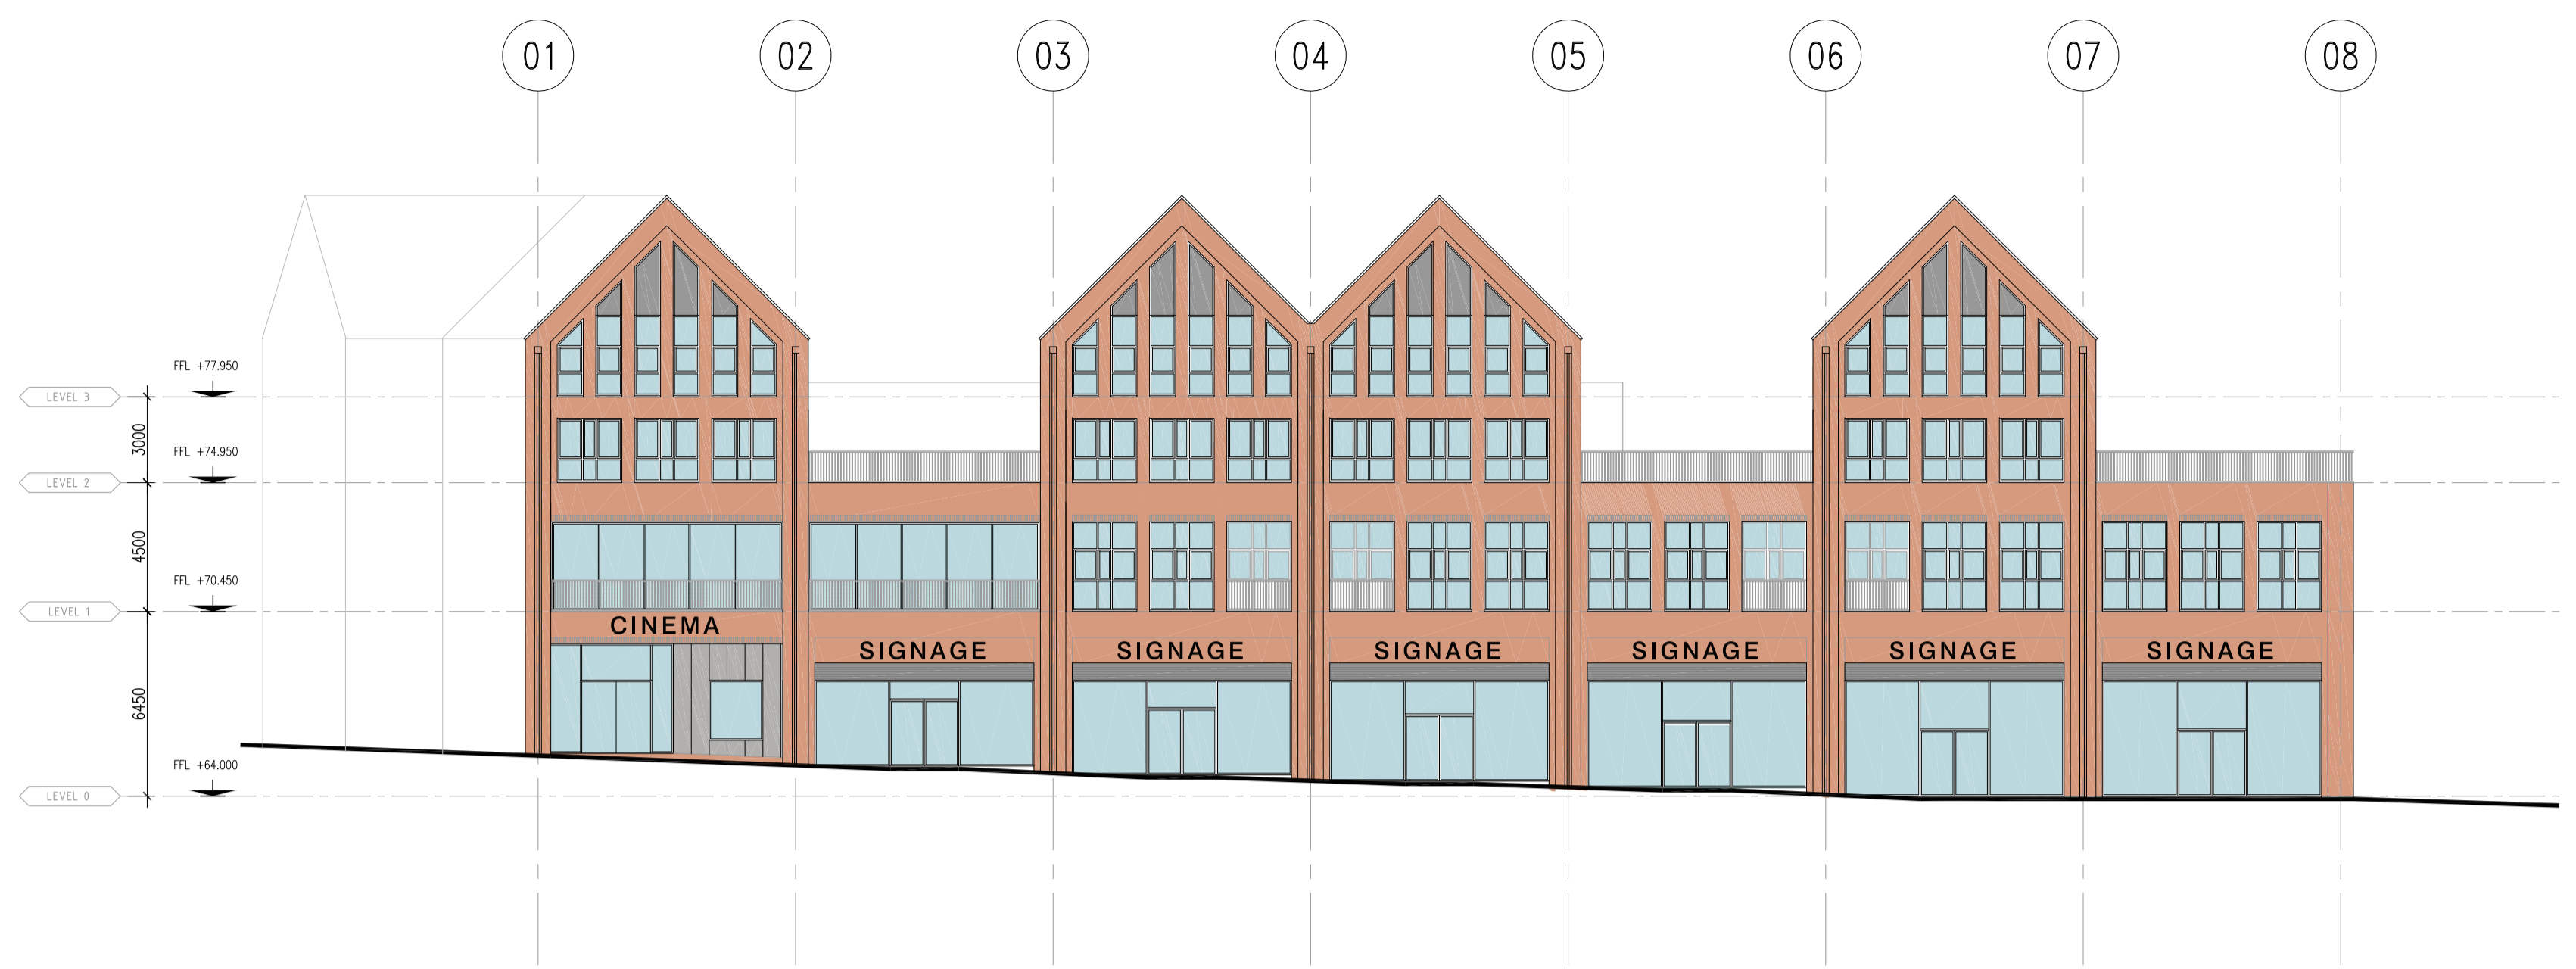 01 02 03 04 05 06 07 08
FFL +77.950
LEVEL 3
3000
FFL +74.950
LEVEL 2
4500
FFL +70.450
LEVEL 1
CINEMA
SIGNAGE SIGNAGE SIGNAGE SIGNAGE SIGNAGE SIGNAGE
6450
FFL +64.000
LEVEL 0